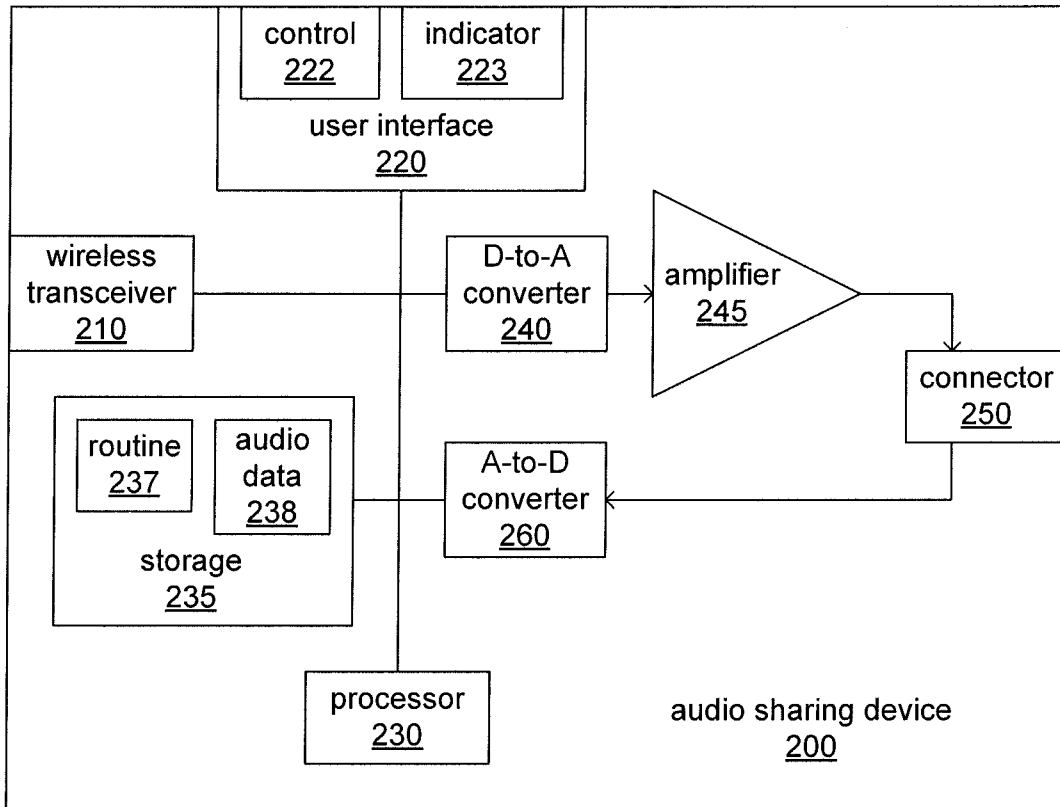 control
222
indicator
223
user interface
220
wireless
transceiver
210
D-to-A
converter
240
amplifier
245
connector
250
routine
237
audio
data
238
storage
235
A-to-D
converter
260
processor
230
audio sharing device
200